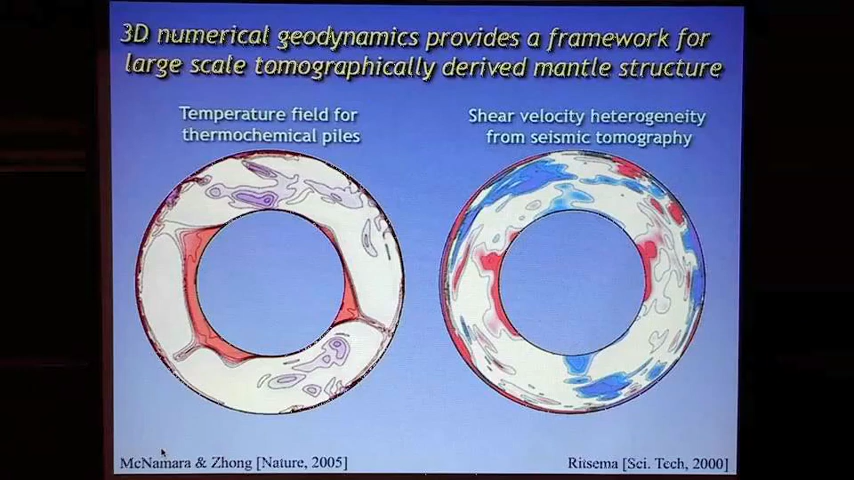 3D numerical geodynamics provides a framework for
large scale tomographically derived mantle structure
Temperature field for
thermochemical piles
Shear velocity heterogeneity
from seismic tomography
McNamara & Zhong [Nature, 2005]
Ritsema [Sci. Tech, 2000]